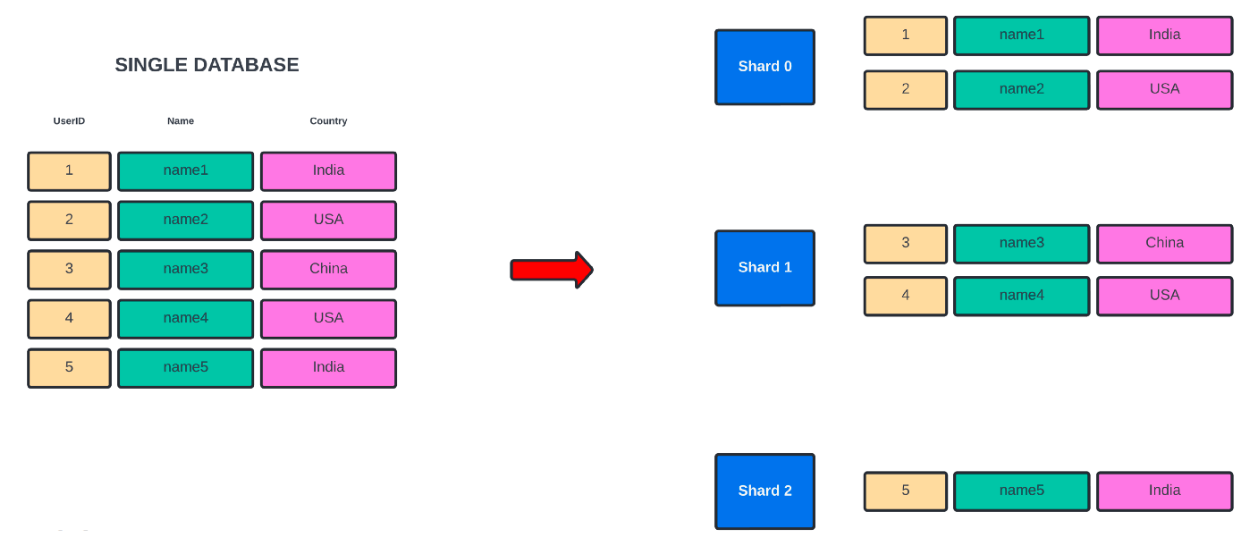 SINGLE DATABASE
UserID Name Country
1 name1 India
2 name2 USA
3 name3 China
4 name4 USA
5 name5 India
Shard 0
1 name1 India
2 name2 USA
Shard 1
3 name3 China
4 name4 USA
Shard 2
5 name5 India